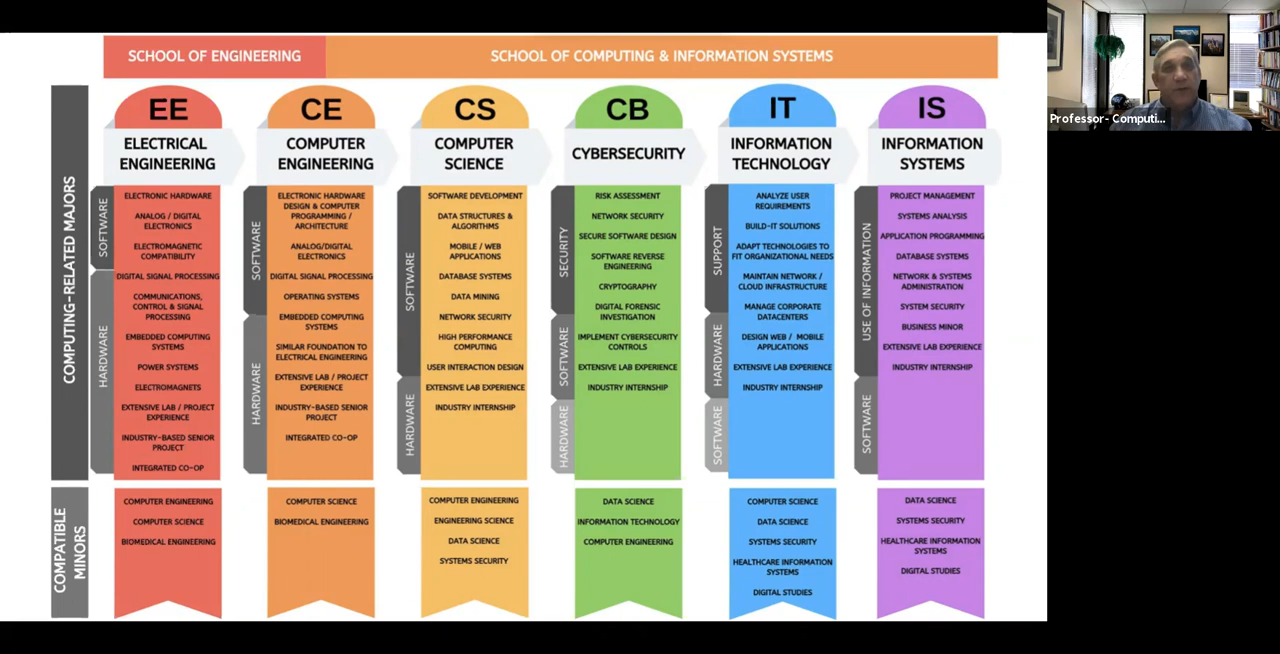 SCHOOL OF ENGINEERING
SCHOOL OF COMPUTING & INFORMATION SYSTEMS
Professor- Computi...
COMPUTING-RELATED MAJORS
EE
ELECTRICAL
ENGINEERING
SOFTWARE
HARDWARE
ELECTRONIC HARDWARE
ANALOG / DIGITAL
ELECTRONICS
ELECTROMAGNETIC
COMPATIBILITY
DIGITAL SIGNAL PROCESSING
COMMUNICATIONS,
CONTROL & SIGNAL
PROCESSING
EMBEDDED COMPUTING
SYSTEMS
POWER SYSTEMS
ELECTROMAGNETS
EXTENSIVE LAB / PROJECT
EXPERIENCE
INDUSTRY-BASED SENIOR
PROJECT
INTEGRATED CO-OP
CE
COMPUTER
ENGINEERING
SOFTWARE
HARDWARE
ELECTRONIC HARDWARE
DESIGN & COMPUTER
PROGRAMMING /
ARCHITECTURE
ANALOG/DIGITAL
ELECTRONICS
DIGITAL SIGNAL PROCESSING
OPERATING SYSTEMS
EMBEDDED COMPUTING
SYSTEMS
SIMILAR FOUNDATION TO
ELECTRICAL ENGINEERING
EXTENSIVE LAB / PROJECT
EXPERIENCE
INDUSTRY-BASED SENIOR
PROJECT
INTEGRATED CO-OP
CS
COMPUTER
SCIENCE
SOFTWARE
HARDWARE
SOFTWARE DEVELOPMENT
DATA STRUCTURES &
ALGORITHMS
MOBILE / WEB
APPLICATIONS
DATABASE SYSTEMS
DATA MINING
NETWORK SECURITY
HIGH PERFORMANCE
COMPUTING
USER INTERACTION DESIGN
EXTENSIVE LAB EXPERIENCE
INDUSTRY INTERNSHIP
CB
CYBERSECURITY
SECURITY
SOFTWARE
HARDWARE
RISK ASSESSMENT
NETWORK SECURITY
SECURE SOFTWARE DESIGN
SOFTWARE REVERSE
ENGINEERING
CRYPTOGRAPHY
DIGITAL FORENSIC
INVESTIGATION
IMPLEMENT CYBERSECURITY
CONTROLS
EXTENSIVE LAB EXPERIENCE
INDUSTRY INTERNSHIP
IT
INFORMATION
TECHNOLOGY
SUPPORT
HARDWARE
SOFTWARE
ANALYZE USER
REQUIREMENTS
BUILD-IT SOLUTIONS
ADAPT TECHNOLOGIES TO
FIT ORGANIZATIONAL NEEDS
MAINTAIN NETWORK /
CLOUD INFRASTRUCTURE
MANAGE CORPORATE
DATACENTERS
DESIGN WEB / MOBILE
APPLICATIONS
EXTENSIVE LAB EXPERIENCE
INDUSTRY INTERNSHIP
IS
INFORMATION
SYSTEMS
USE OF INFORMATION
SOFTWARE
PROJECT MANAGEMENT
SYSTEMS ANALYSIS
APPLICATION PROGRAMMING
DATABASE SYSTEMS
NETWORK & SYSTEMS
ADMINISTRATION
SYSTEM SECURITY
BUSINESS MINOR
EXTENSIVE LAB EXPERIENCE
INDUSTRY INTERNSHIP
COMPATIBLE
MINORS
COMPUTER ENGINEERING
COMPUTER SCIENCE
BIOMEDICAL ENGINEERING
COMPUTER SCIENCE
BIOMEDICAL ENGINEERING
COMPUTER ENGINEERING
ENGINEERING SCIENCE
DATA SCIENCE
SYSTEMS SECURITY
DATA SCIENCE
INFORMATION TECHNOLOGY
COMPUTER ENGINEERING
COMPUTER SCIENCE
DATA SCIENCE
SYSTEMS SECURITY
HEALTHCARE INFORMATION
SYSTEMS
DIGITAL STUDIES
DATA SCIENCE
SYSTEMS SECURITY
HEALTHCARE INFORMATION
SYSTEMS
DIGITAL STUDIES